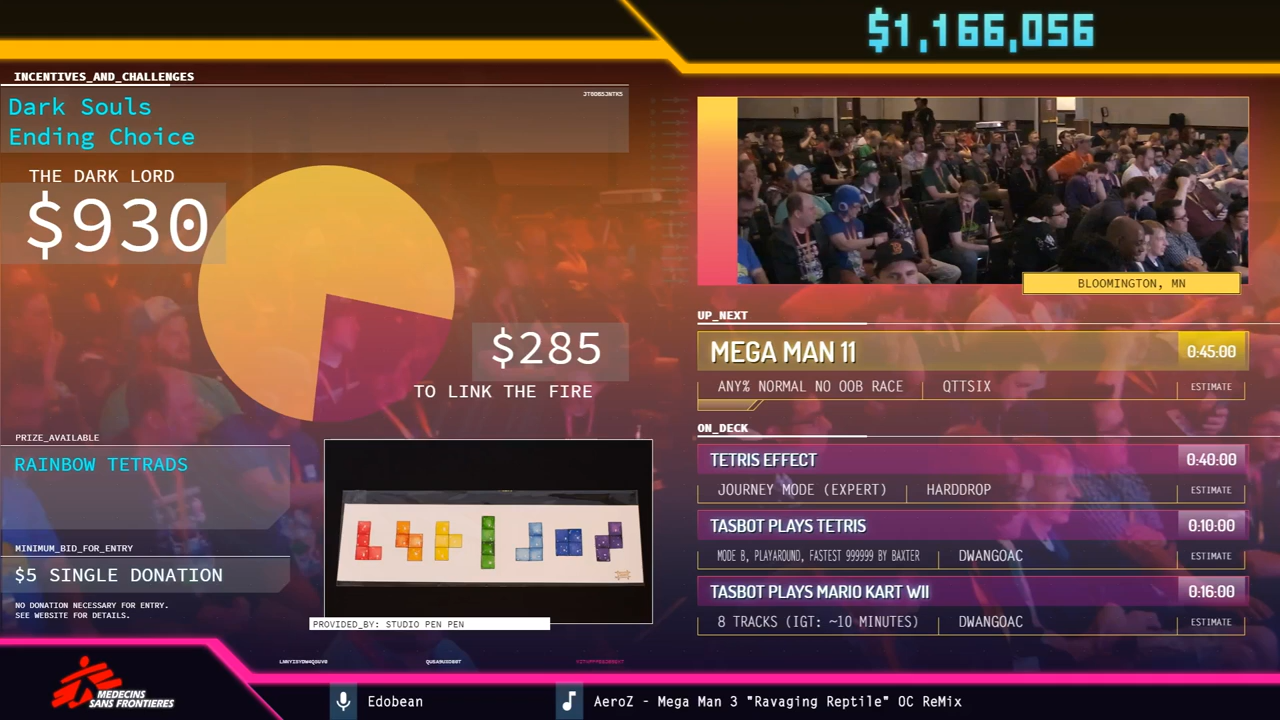 $1,166,056
INCENTIVES_AND_CHALLENGES
Dark Souls
Ending Choice
THE DARK LORD
$930
$285
TO LINK THE FIRE
PRIZE_AVAILABLE
RAINBOW TETRADS
MINIMUM_BID_FOR_ENTRY
$5 SINGLE DONATION
NO DONATION NECESSARY FOR ENTRY.
SEE WEBSITE FOR DETAILS.
PROVIDED_BY: STUDIO PEN PEN
BLOOMINGTON, MN
UP_NEXT
MEGA MAN 11 0:45:00
ANY% NORMAL NO OOB RACE QTTSIX ESTIMATE
ON_DECK
TETRIS EFFECT 0:40:00
JOURNEY MODE (EXPERT) HARDDROP ESTIMATE
TASBOT PLAYS TETRIS 0:10:00
MODE B, PLAYAROUND, FASTEST 999999 BY BAXTER DWANGOAC ESTIMATE
TASBOT PLAYS MARIO KART WII 0:16:00
8 TRACKS (IGT: ~10 MINUTES) DWANGOAC ESTIMATE
MEDECINS
SANS FRONTIERES
Edobean
AeroZ - Mega Man 3 "Ravaging Reptile" OC ReMix